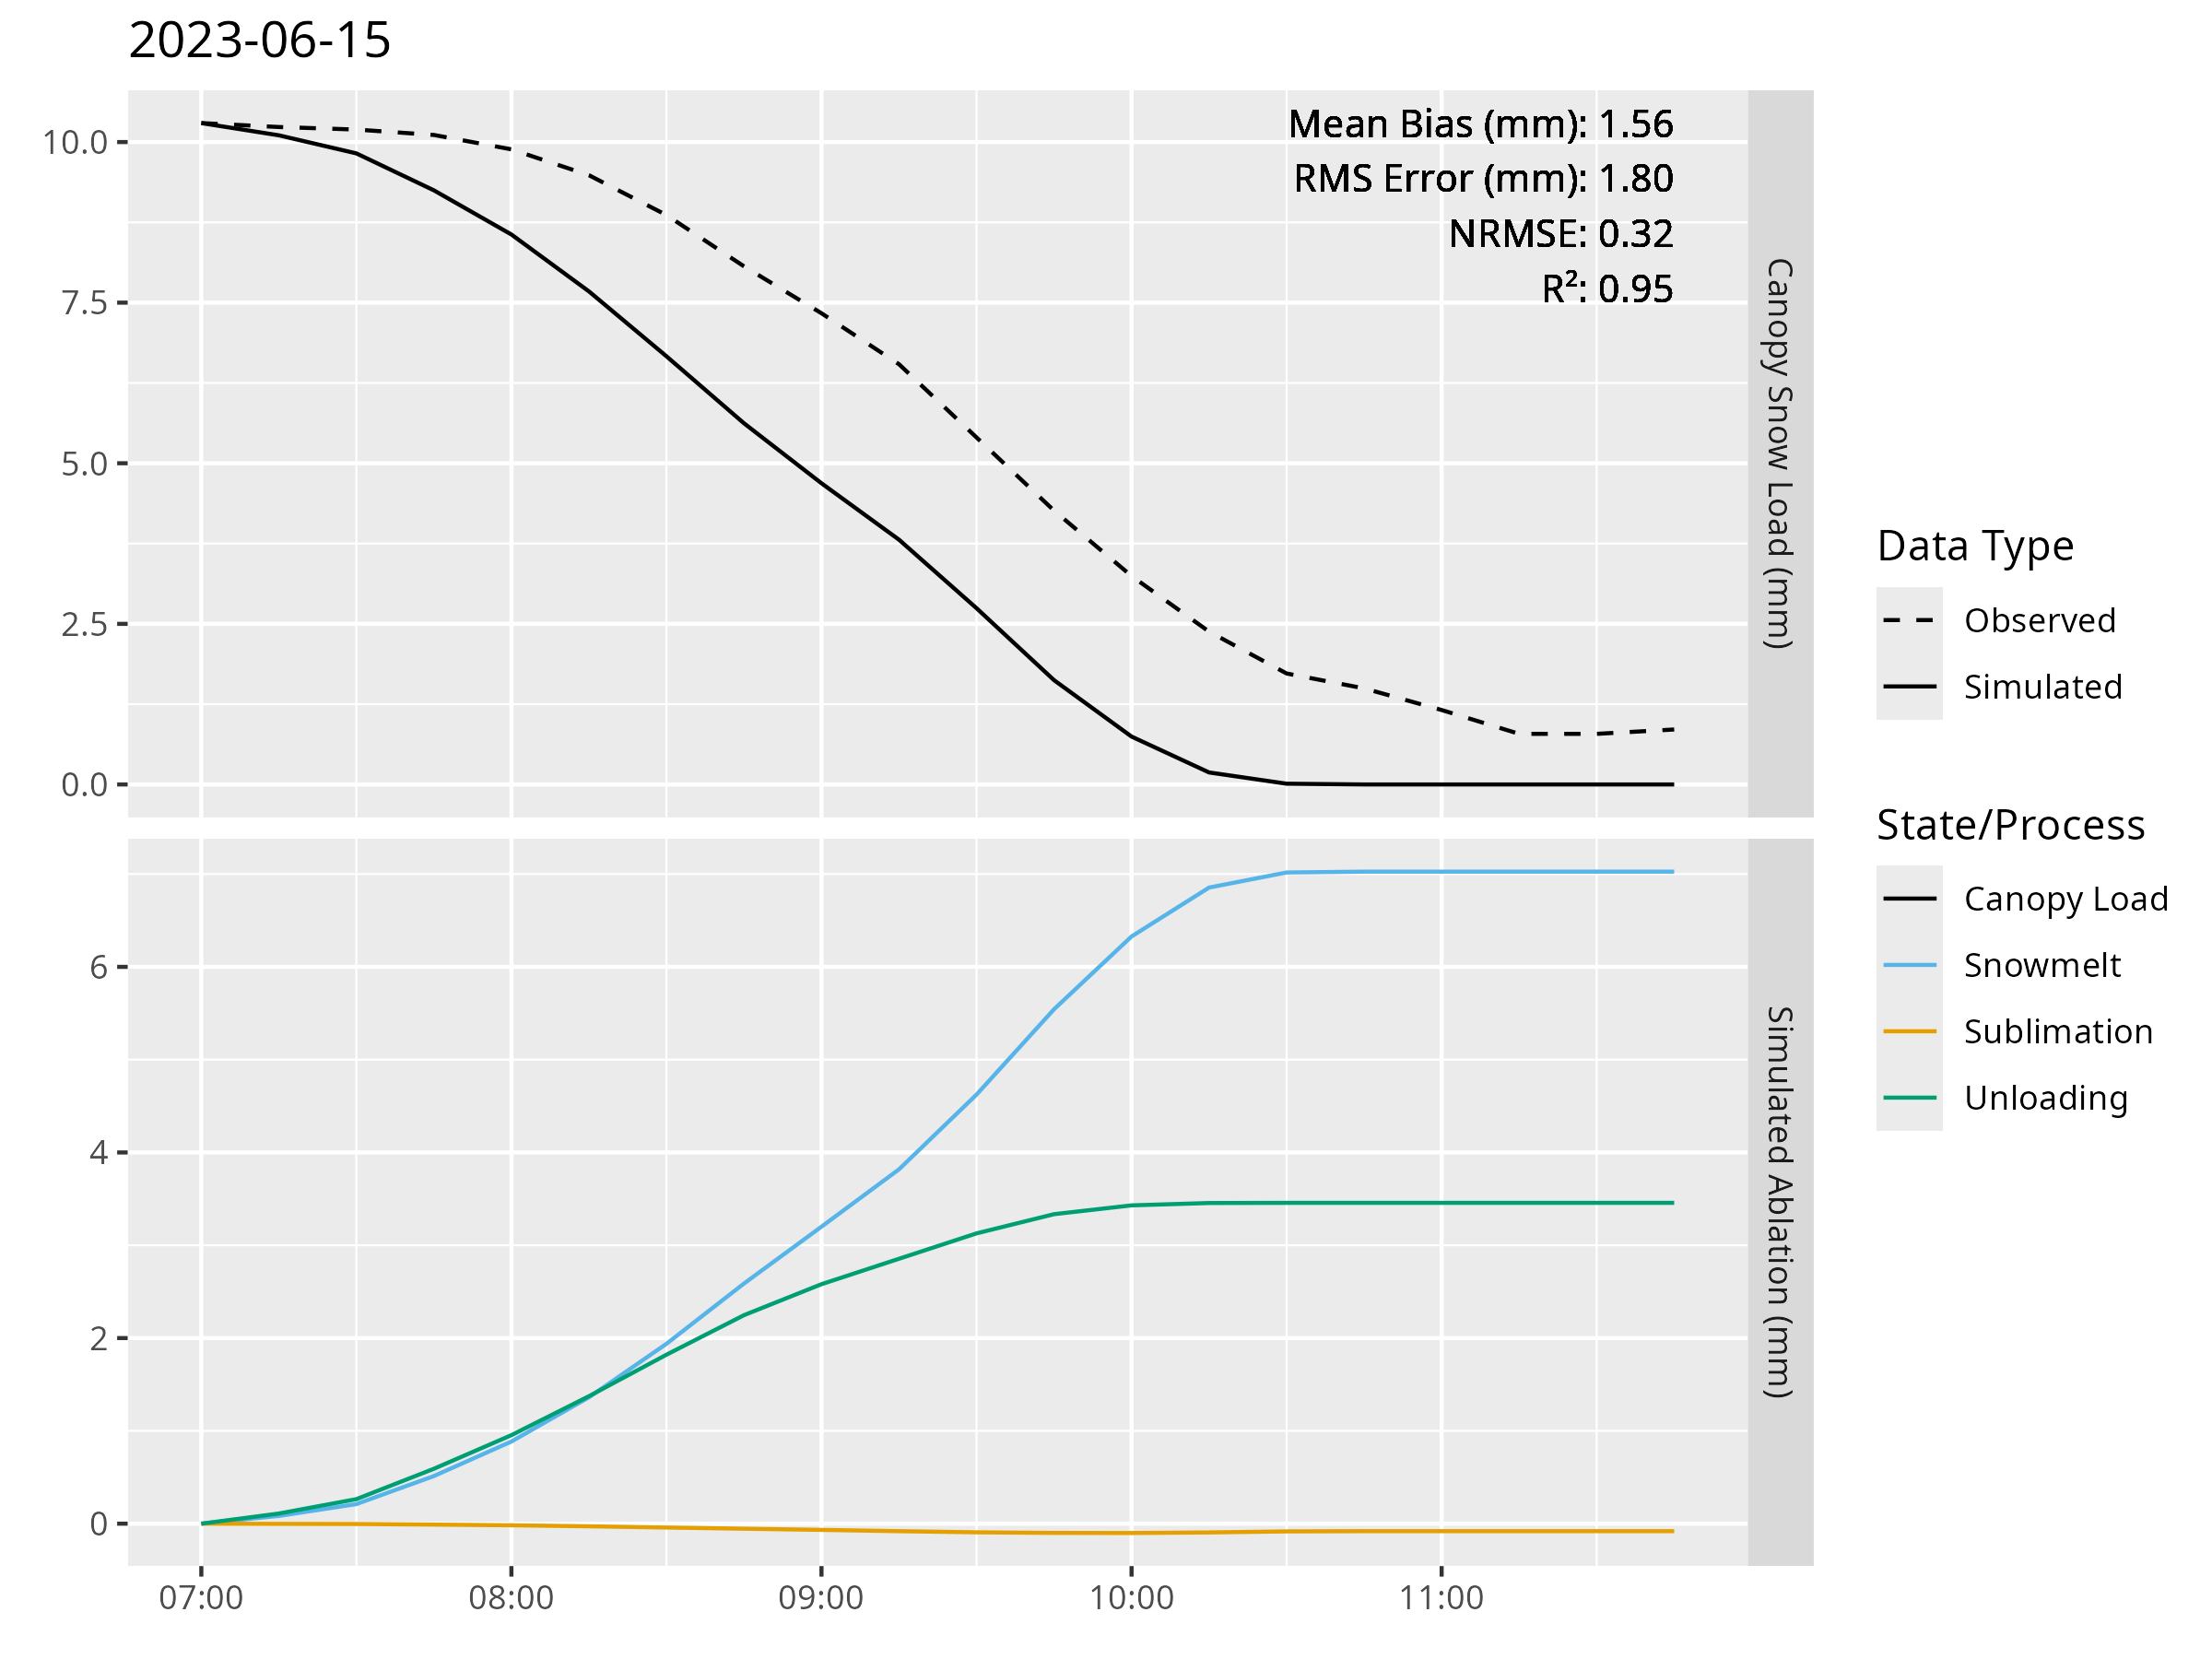 2023-06-15
Mean Bias (mm): 1.56
RMS Error (mm): 1.80
NRMSE: 0.32
R²: 0.95
10.0
7.5
5.0
2.5
0.0
Canopy Snow Load (mm)
6
4
2
0
Simulated Ablation (mm)
07:00
08:00
09:00
10:00
11:00
Data Type
Observed
Simulated
State/Process
Canopy Load
Snowmelt
Sublimation
Unloading